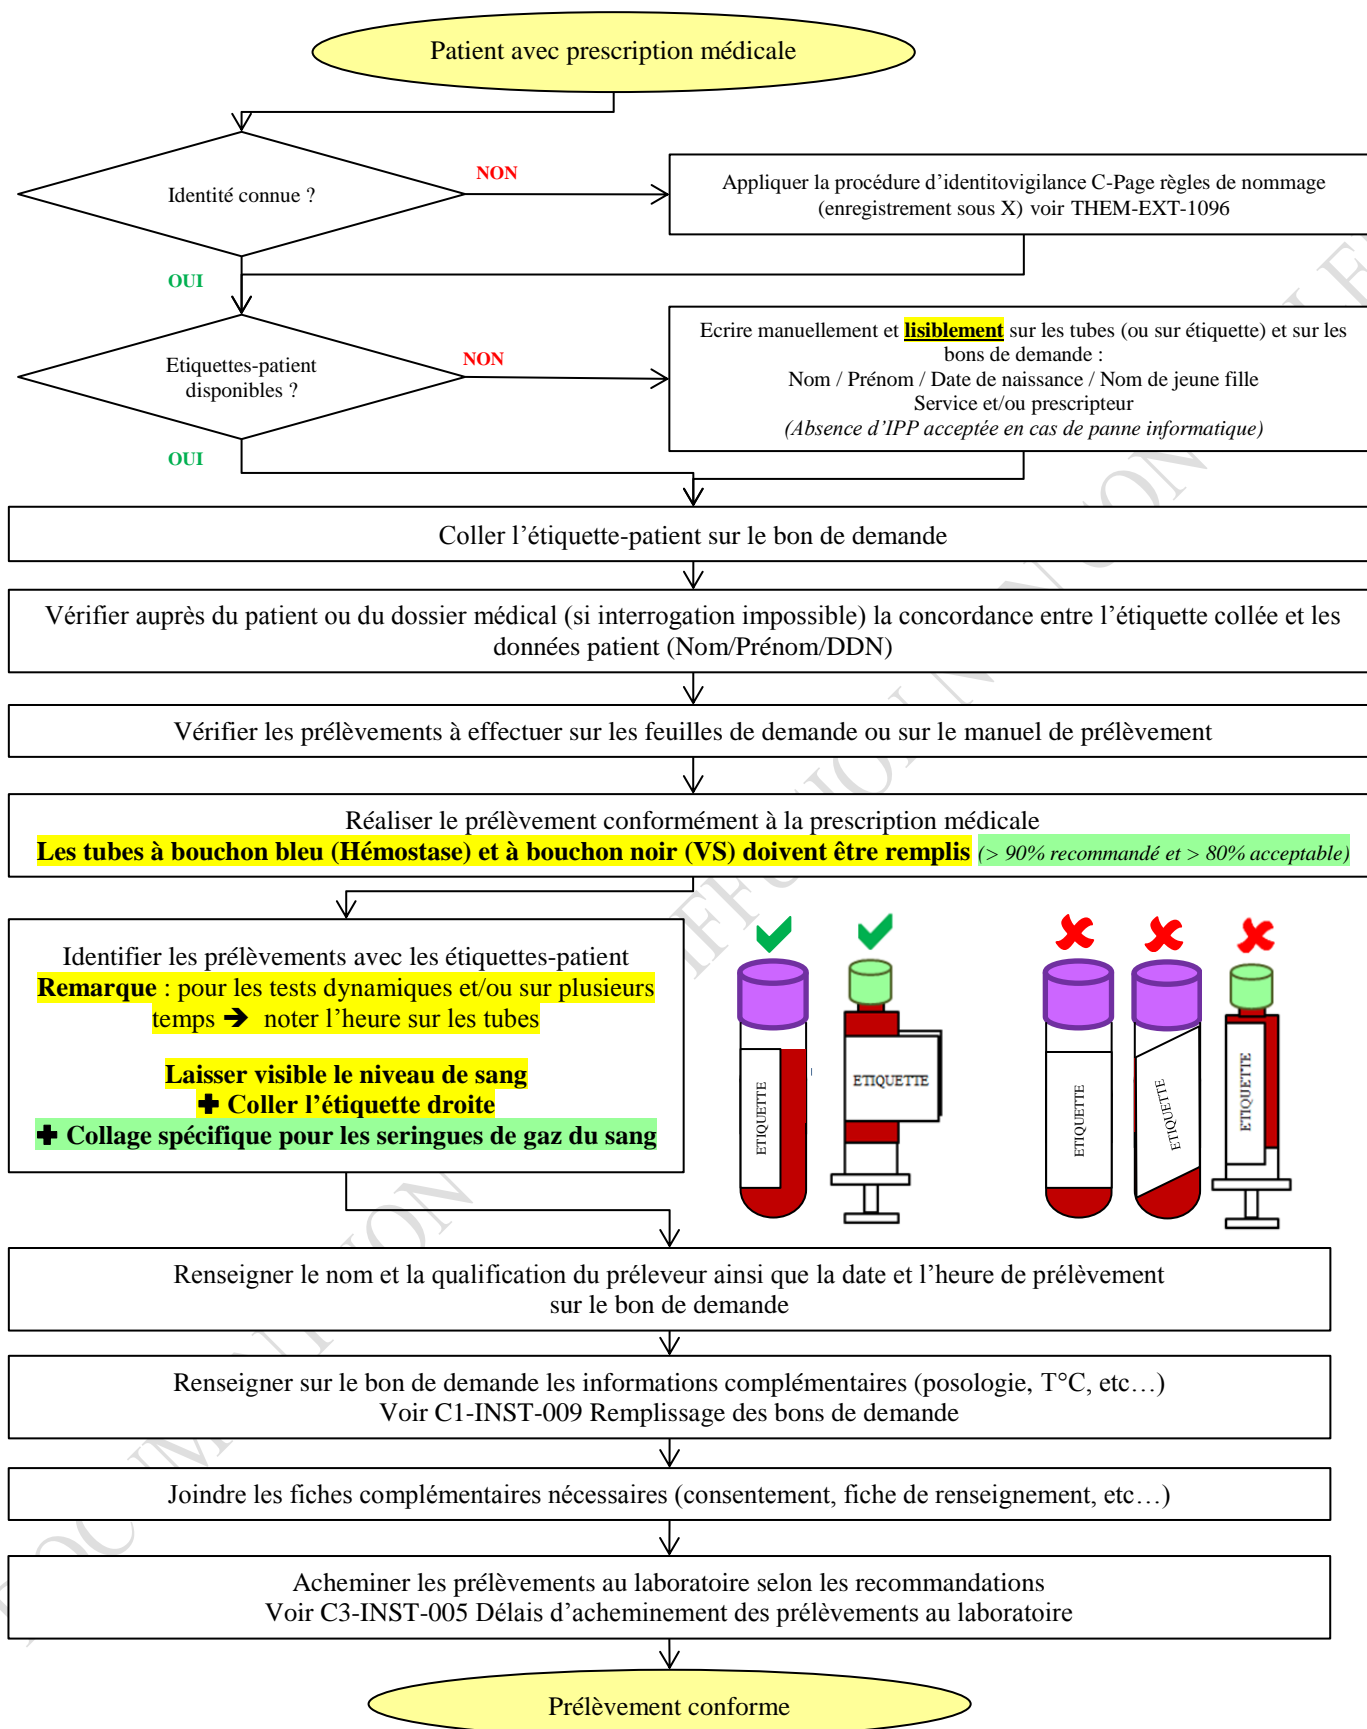 Patient avec prescription médicale
Identité connue ?
NON
Appliquer la procédure d’identitovigilance C-Page règles de nommage
(enregistrement sous X) voir THEM-EXT-1096
OUI
Etiquettes-patient
disponibles ?
NON
Ecrire manuellement et lisiblement sur les tubes (ou sur étiquette) et sur les
bons de demande :
Nom / Prénom / Date de naissance / Nom de jeune fille
Service et/ou prescripteur
(Absence d’IPP acceptée en cas de panne informatique)
OUI
Coller l’étiquette-patient sur le bon de demande
Vérifier auprès du patient ou du dossier médical (si interrogation impossible) la concordance entre l’étiquette collée et les
données patient (Nom/Prénom/DDN)
Vérifier les prélèvements à effectuer sur les feuilles de demande ou sur le manuel de prélèvement
Réaliser le prélèvement conformément à la prescription médicale
Les tubes à bouchon bleu (Hémostase) et à bouchon noir (VS) doivent être remplis (> 90% recommandé et > 80% acceptable)
Identifier les prélèvements avec les étiquettes-patient
Remarque : pour les tests dynamiques et/ou sur plusieurs
temps ➔ noter l’heure sur les tubes
Laisser visible le niveau de sang
✚ Coller l’étiquette droite
✚ Collage spécifique pour les seringues de gaz du sang
ETIQUETTE
ETIQUETTE
ETIQUETTE
ETIQUETTE
ETIQUETTE
Renseigner le nom et la qualification du préleveur ainsi que la date et l’heure de prélèvement
sur le bon de demande
Renseigner sur le bon de demande les informations complémentaires (posologie, T°C, etc…)
Voir C1-INST-009 Remplissage des bons de demande
Joindre les fiches complémentaires nécessaires (consentement, fiche de renseignement, etc…)
Acheminer les prélèvements au laboratoire selon les recommandations
Voir C3-INST-005 Délais d’acheminement des prélèvements au laboratoire
Prélèvement conforme